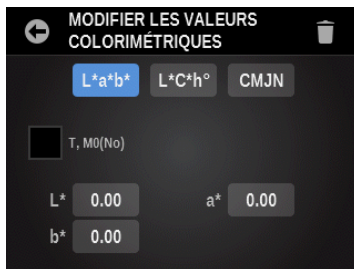 MODIFIER LES VALEURS
COLORIMÉTRIQUES
L*a*b* L*C*h° CMJN
T, M0(No)
L* 0.00 a* 0.00
b* 0.00